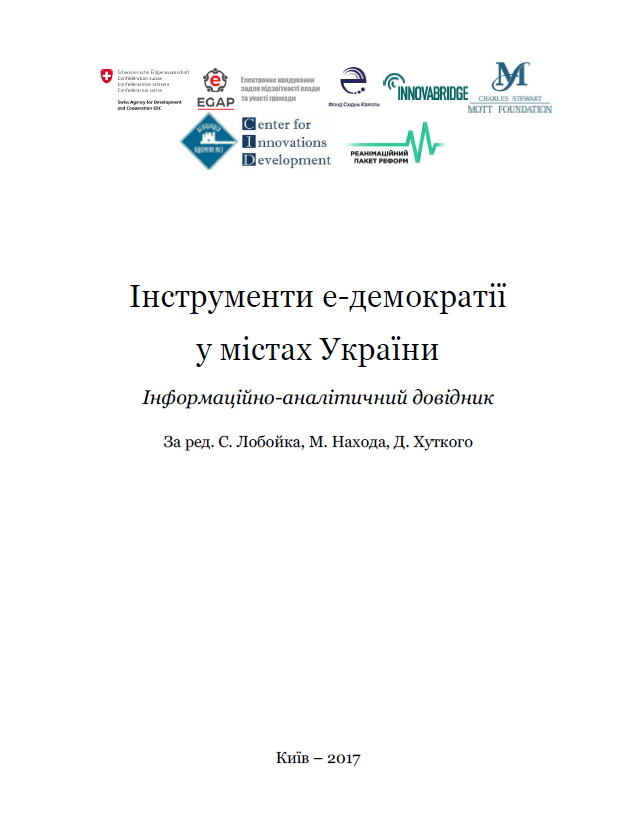 Schweizerische Eidgenossenschaft
Confédération suisse
Confederazione Svizzera
Confederaziun svizra
Swiss Agency for Development
and Cooperation SDC
EGAP
Електронне врядування
задля підзвітності влади
та участі громади
Фонд Східна Європа
INNOVABRIDGE
CHARLES STEWART
MOTT FOUNDATION
Center for
Innovations
Development
РЕАНІМАЦІЙНИЙ
ПАКЕТ РЕФОРМ
Інструменти е-демократії
у містах України
Інформаційно-аналітичний довідник
За ред. С. Лобойка, М. Находа, Д. Хуткого
Київ – 2017